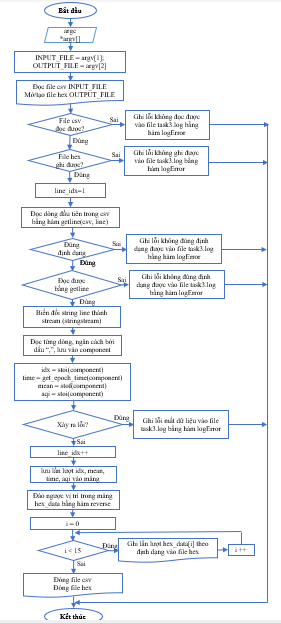 Bắt đầu
argc
*argv[]
INPUT_FILE = argv[1];
OUTPUT_FILE = argv[2]
Đọc file csv INPUT_FILE
Mở/tạo file hex OUTPUT_FILE
File csv
đọc được?
Sai
Ghi lỗi không đọc được
vào file task3.log bằng
hàm logError
Đúng
File hex
ghi được?
Sai
Ghi lỗi không ghi được
vào file task3.log bằng
hàm logError
Đúng
line_idx=1
Đọc dòng đầu tiên trong csv
bằng hàm getline(csv, line)
Đúng
định dạng
Sai
Ghi lỗi không đúng định
dạng được vào file task3.log
bằng hàm logError
Đúng
Đọc được
bằng getline
Sai
Ghi lỗi không đúng định
dạng được vào file task3.log
bằng hàm logError
Đúng
Biến đổi string line thành
stream (stringstream)
Đọc từng dòng, ngăn cách bởi
dấu ",", lưu vào component
idx = stoi(component)
time = get_epoch_time(component)
mean = stof(component)
aqi = stoi(component)
Xảy ra lỗi?
Đúng
Ghi lỗi mất dữ liệu vào file
task3.log bằng hàm logError
Sai
line_idx++
lưu lần lượt idx, mean,
time, aqi vào mảng
Đảo ngược vị trí trong mảng
hex_data bằng hàm reverse
i = 0
i < 15
Đúng
Ghi lần lượt hex_data[i] theo
định dạng vào file hex
i ++
Sai
Đóng file csv
Đóng file hex
Kết thúc